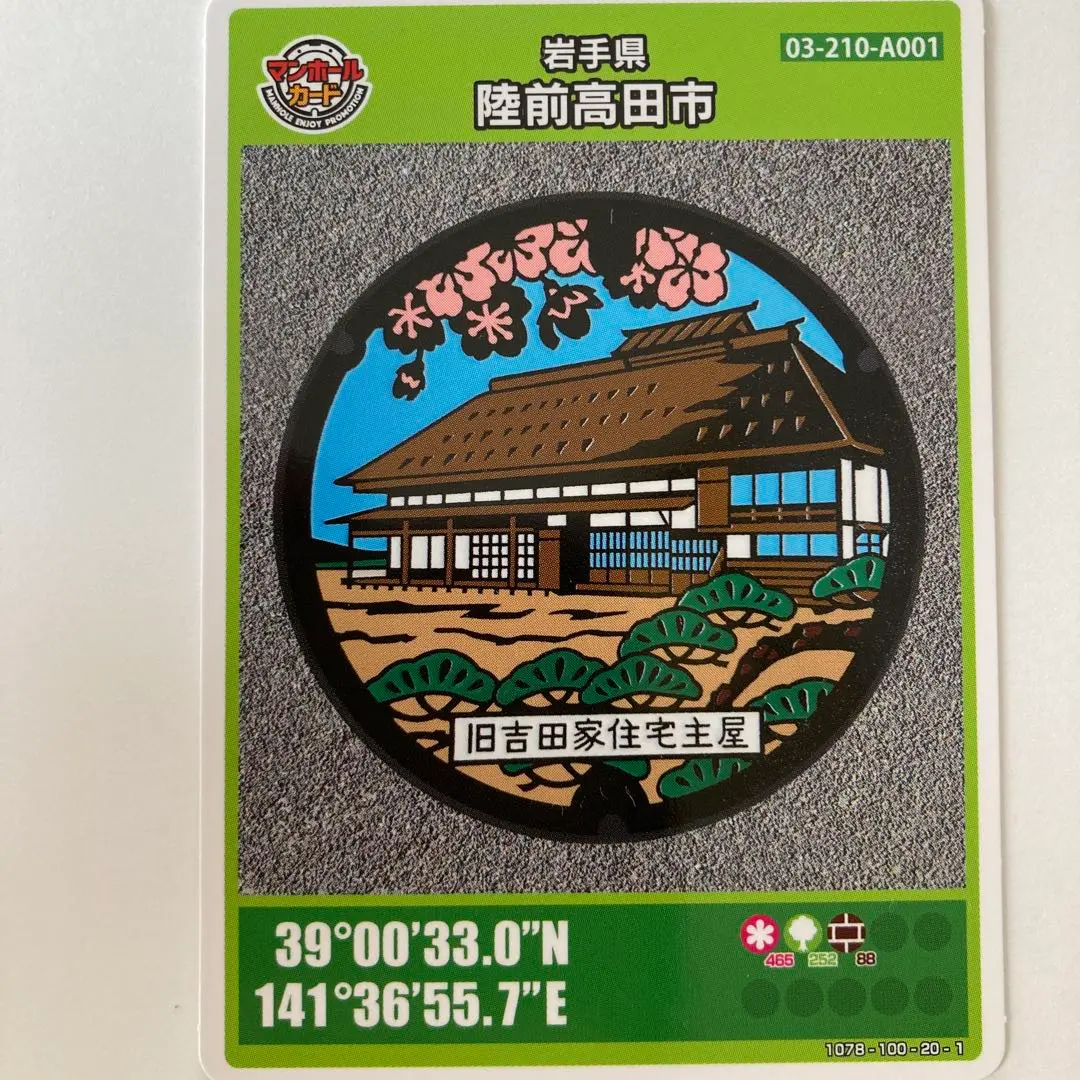 マンホール
カード
MANHOLE ENJOY PROMOTION
岩手県
陸前高田市
03-210-A001
旧吉田家住宅主屋
39°00'33.0"N
141°36'55.7"E
465 252 88
1078-100-20-1